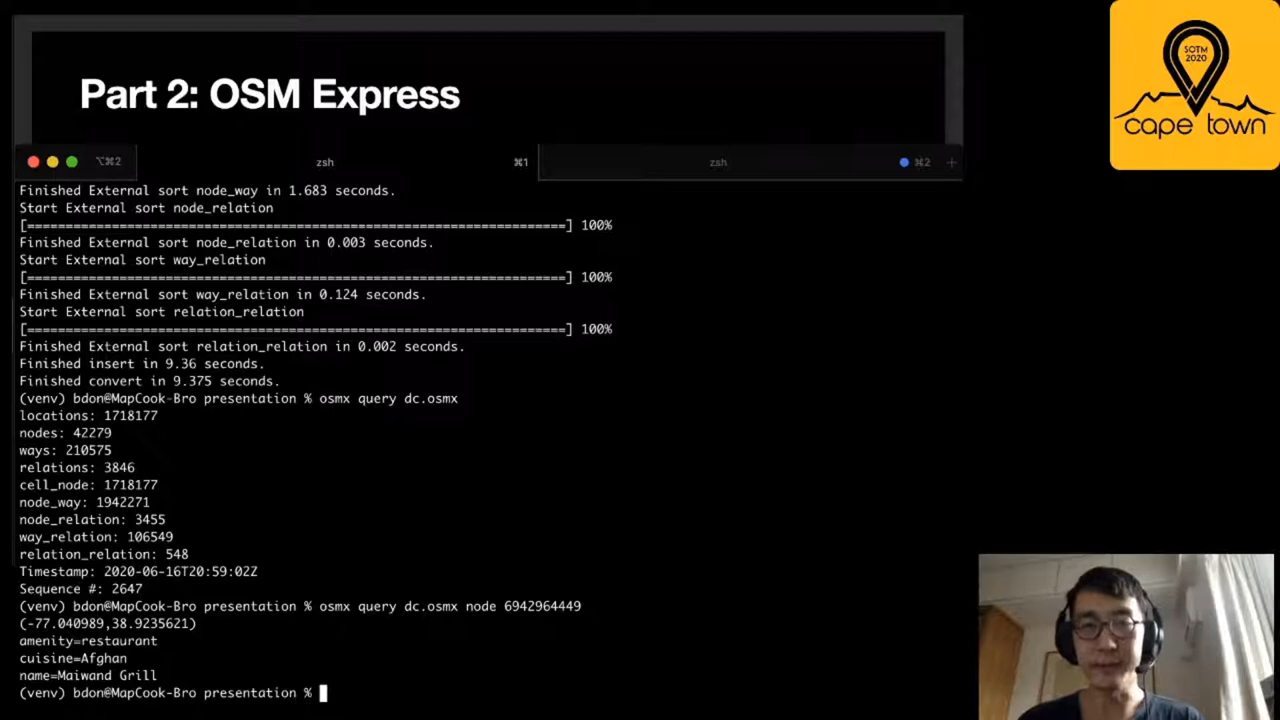 Part 2: OSM Express
SOTM
2020
cape town
⌥⌘2
zsh
⌘1
zsh
⌘2
+
Finished External sort node_way in 1.683 seconds.
Start External sort node_relation
[======================================================================] 100%
Finished External sort node_relation in 0.003 seconds.
Start External sort way_relation
[======================================================================] 100%
Finished External sort way_relation in 0.124 seconds.
Start External sort relation_relation
[======================================================================] 100%
Finished External sort relation_relation in 0.002 seconds.
Finished insert in 9.36 seconds.
Finished convert in 9.375 seconds.
(venv) bdon@MapCook-Bro presentation % osmx query dc.osmx
locations: 1718177
nodes: 42279
ways: 210575
relations: 3846
cell_node: 1718177
node_way: 1942271
node_relation: 3455
way_relation: 106549
relation_relation: 548
Timestamp: 2020-06-16T20:59:02Z
Sequence #: 2647
(venv) bdon@MapCook-Bro presentation % osmx query dc.osmx node 6942964449
(-77.040989,38.9235621)
amenity=restaurant
cuisine=Afghan
name=Maiwand Grill
(venv) bdon@MapCook-Bro presentation %